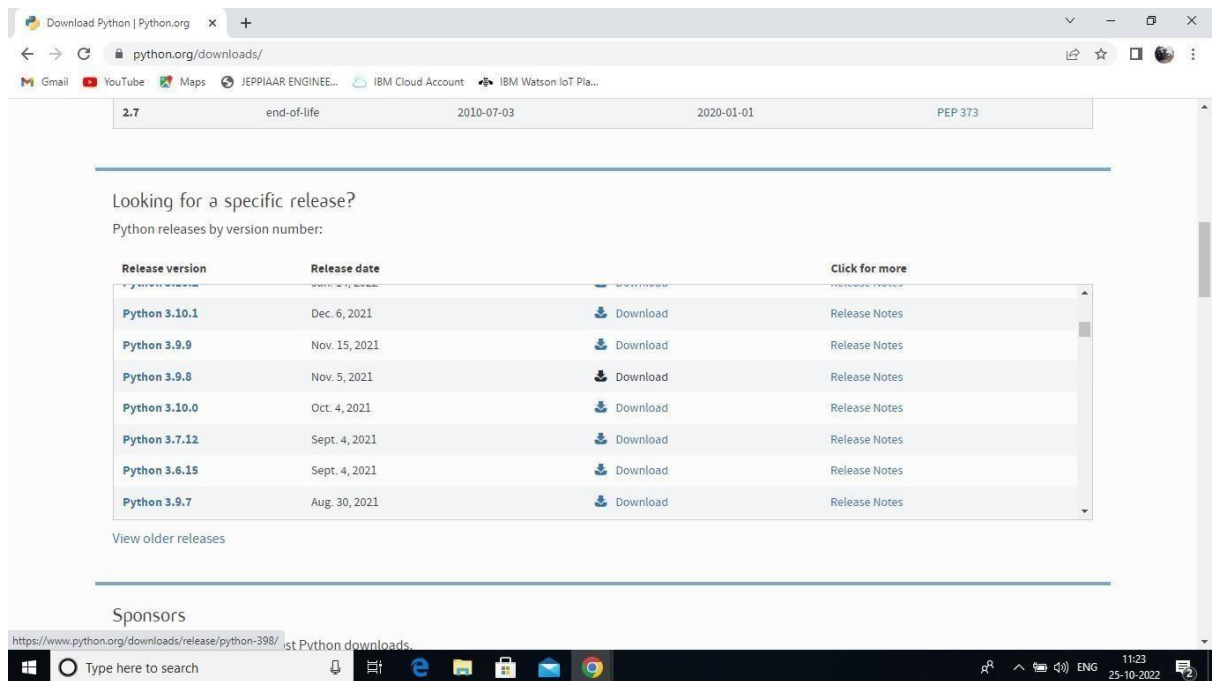 Download Python | Python.org
python.org/downloads/
Gmail YouTube Maps JEPPIAAR ENGINEE... IBM Cloud Account IBM Watson IoT Pla...
2.7 end-of-life 2010-07-03 2020-01-01 PEP 373
Looking for a specific release?
Python releases by version number:
Release version Release date Click for more
Python 3.10.1 Dec. 6, 2021 Download Release Notes
Python 3.9.9 Nov. 15, 2021 Download Release Notes
Python 3.9.8 Nov. 5, 2021 Download Release Notes
Python 3.10.0 Oct. 4, 2021 Download Release Notes
Python 3.7.12 Sept. 4, 2021 Download Release Notes
Python 3.6.15 Sept. 4, 2021 Download Release Notes
Python 3.9.7 Aug. 30, 2021 Download Release Notes
View older releases
Sponsors
https://www.python.org/downloads/release/python-398/ st Python downloads.
Type here to search ENG 11:23
25-10-2022 2